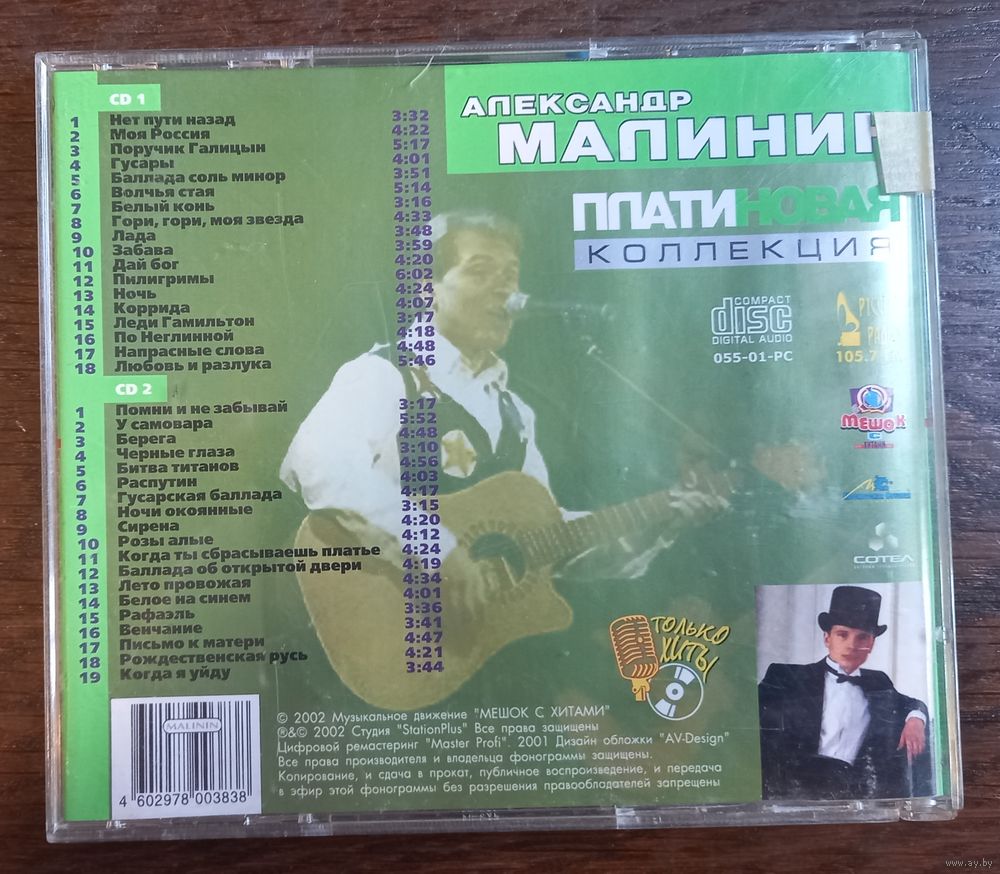 CD 1
1 Нет пути назад 3:32
2 Моя Россия 4:22
3 Поручик Галицын 5:17
4 Гусары 4:01
5 Баллада соль минор 3:51
6 Волчья стая 5:14
7 Белый конь 3:16
8 Гори, гори, моя звезда 4:33
9 Лада 3:48
10 Забава 3:59
11 Дай бог 4:20
12 Пилигримы 6:02
13 Ночь 4:24
14 Коррида 4:07
15 Леди Гамильтон 3:17
16 По Неглинной 4:18
17 Напрасные слова 4:48
18 Любовь и разлука 5:46
CD 2
1 Помни и не забывай 3:17
2 У самовара 5:52
3 Берега 4:48
4 Черные глаза 3:10
5 Битва титанов 4:56
6 Распутин 4:03
7 Гусарская баллада 4:17
8 Ночи окоянные 3:15
9 Сирена 4:20
10 Розы алые 4:12
11 Когда ты сбрасываешь платье 4:24
12 Баллада об открытой двери 4:19
13 Лето провожая 4:34
14 Белое на синем 4:01
15 Рафаэль 3:36
16 Венчание 3:41
17 Письмо к матери 4:47
18 Рождественская русь 4:21
19 Когда я уйду 3:44
АЛЕКСАНДР
МАЛИНИН
ПЛАТИНОВАЯ
КОЛЛЕКЦИЯ
COMPACT
disc
DIGITAL AUDIO
055-01-PC
105.7
МЕШОК
С
СОТЕЛ
ТОЛЬКО
ХИТЫ
MALININ
4 602978 003838
© 2002 Музыкальное движение "МЕШОК С ХИТАМИ"
®&© 2002 Студия "StationPlus" Все права защищены
Цифровой ремастеринг "Master Profi". 2001 Дизайн обложки "AV-Design"
Все права производителя и владельца фонограммы защищены.
Копирование, и сдача в прокат, публичное воспроизведение, и передача
в эфир этой фонограммы без разрешения правообладателей запрещены
www.ay.by